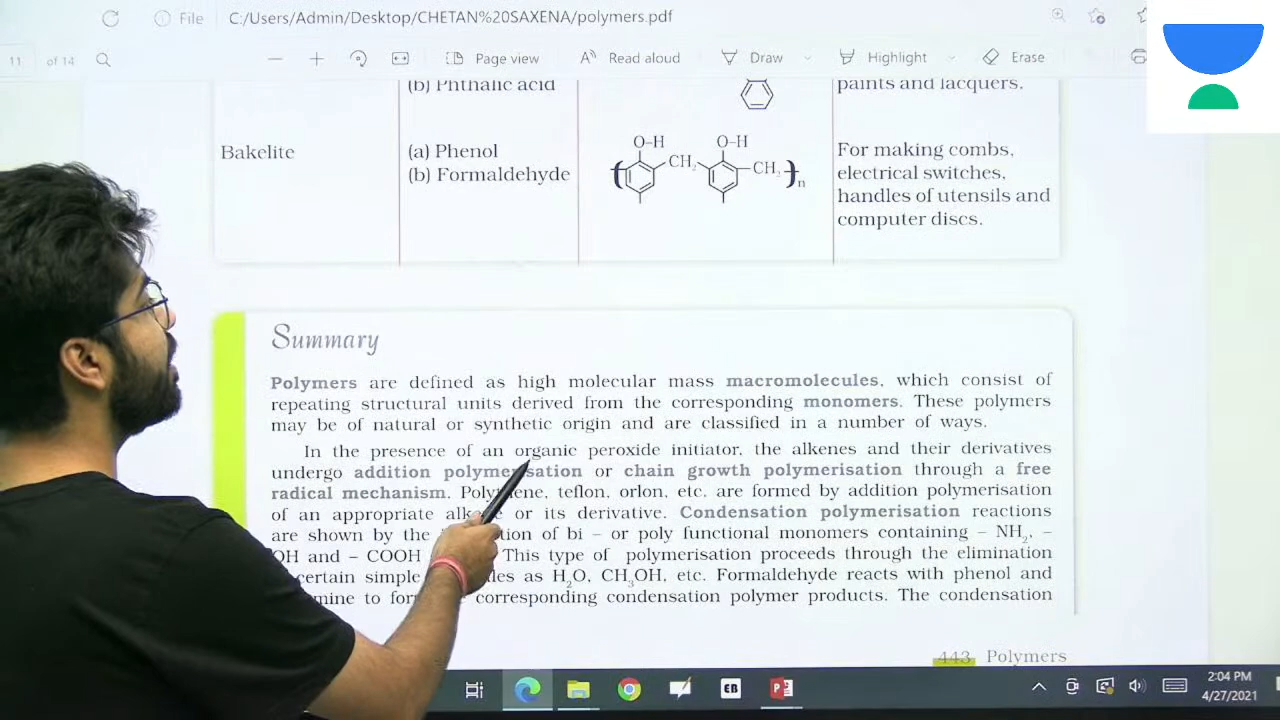 File C:/Users/Admin/Desktop/CHETAN%20SAXENA/polymers.pdf
11 of 14 Page view Read aloud Draw Highlight Erase
(b) Phthalic acid
paints and lacquers.
Bakelite
(a) Phenol
(b) Formaldehyde
O–H O–H
CH2 CH2
n
For making combs,
electrical switches,
handles of utensils and
computer discs.
Summary
Polymers are defined as high molecular mass macromolecules, which consist of
repeating structural units derived from the corresponding monomers. These polymers
may be of natural or synthetic origin and are classified in a number of ways.
In the presence of an organic peroxide initiator, the alkenes and their derivatives
undergo addition polymerisation or chain growth polymerisation through a free
radical mechanism. Polythene, teflon, orlon, etc. are formed by addition polymerisation
of an appropriate alkene or its derivative. Condensation polymerisation reactions
are shown by the of bi – or poly functional monomers containing – NH2, –
OH and – COOH This type of polymerisation proceeds through the elimination
certain simple as H2O, CH3OH, etc. Formaldehyde reacts with phenol and
to corresponding condensation polymer products. The condensation
443 Polymers
EB
2:04 PM
4/27/2021